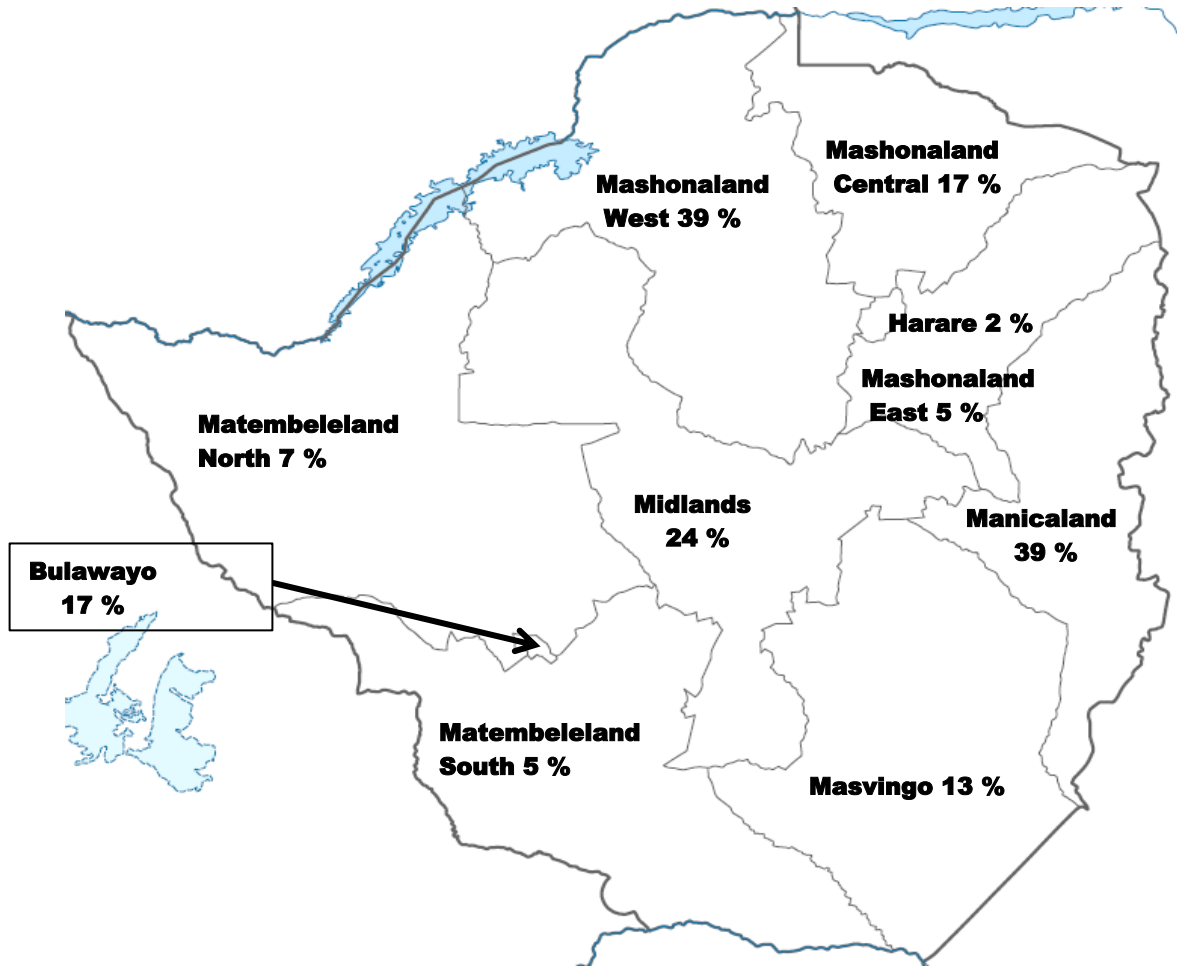 Mashonaland
Central 17 %
Mashonaland
West 39 %
Harare 2 %
Mashonaland
East 5 %
Matembeleland
North 7 %
Midlands
24 %
Manicaland
39 %
Bulawayo
17 %
Matembeleland
South 5 %
Masvingo 13 %